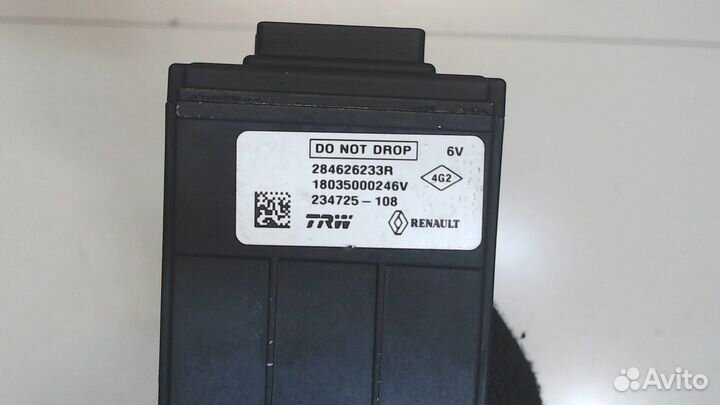 DO NOT DROP 6V
284626233R
18035000246V 4G2
234725-108
TRW RENAULT
Avito